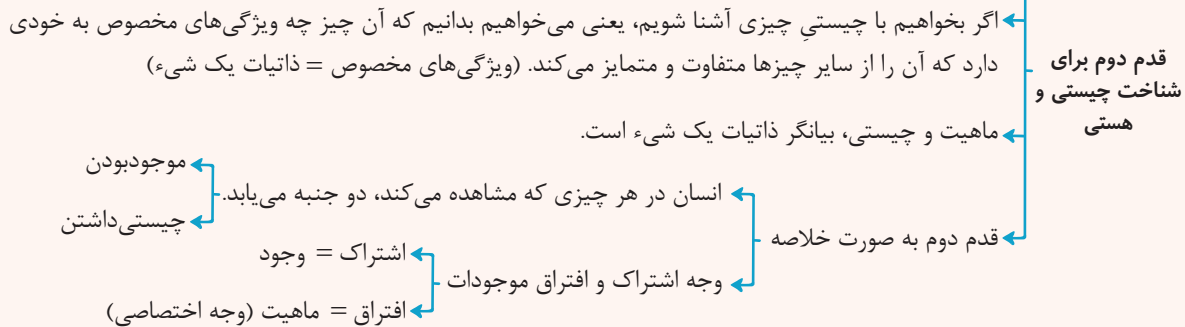 قدم دوم برای
شناخت چیستی و
هستی
اگر بخواهیم با چیستیِ چیزی آشنا شویم، یعنی می‌خواهیم بدانیم که آن چیز چه ویژگی‌های مخصوص به خودی
دارد که آن را از سایر چیزها متفاوت و متمایز می‌کند. (ویژگی‌های مخصوص = ذاتیات یک شیء)
ماهیت و چیستی، بیانگر ذاتیات یک شیء است.
قدم دوم به صورت خلاصه
انسان در هر چیزی که مشاهده می‌کند، دو جنبه می‌یابد.
موجودبودن
چیستی‌داشتن
وجه اشتراک و افتراق موجودات
اشتراک = وجود
افتراق = ماهیت (وجه اختصاصی)